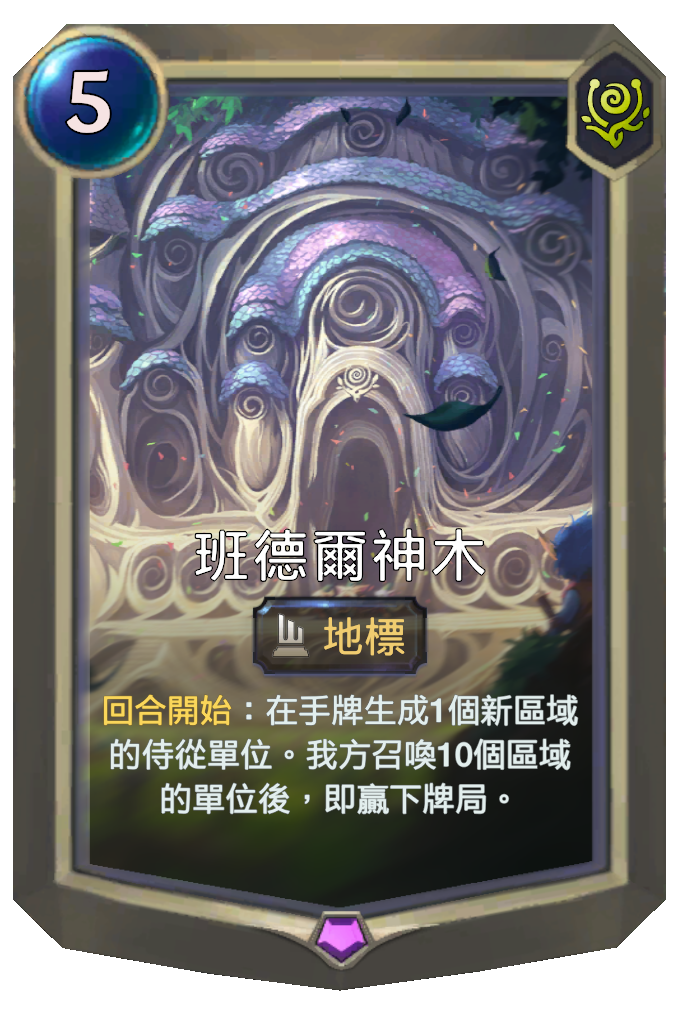 5
班德爾神木
地標
回合開始：在手牌生成1個新區域
的侍從單位。我方召喚10個區域
的單位後，即贏下牌局。